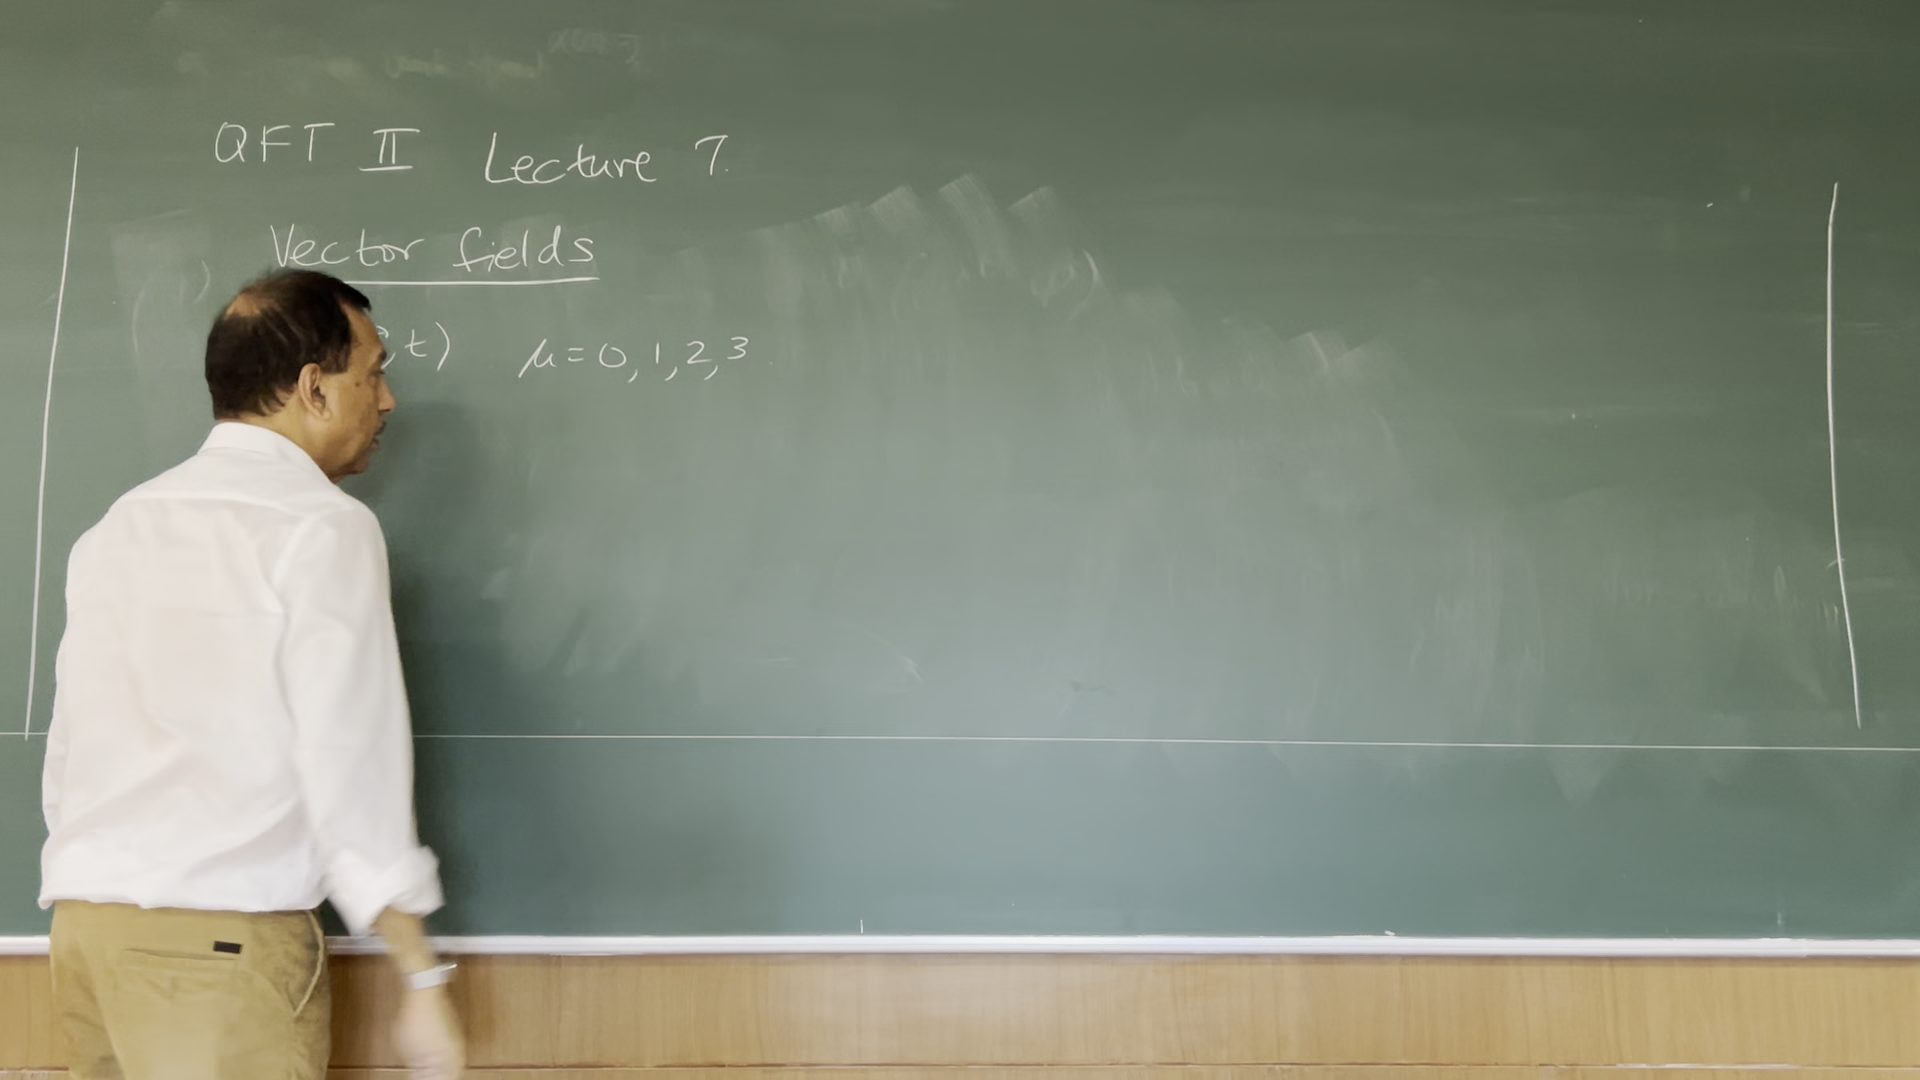 QFT II Lecture 7.
Vector fields
,t) μ=0,1,2,3